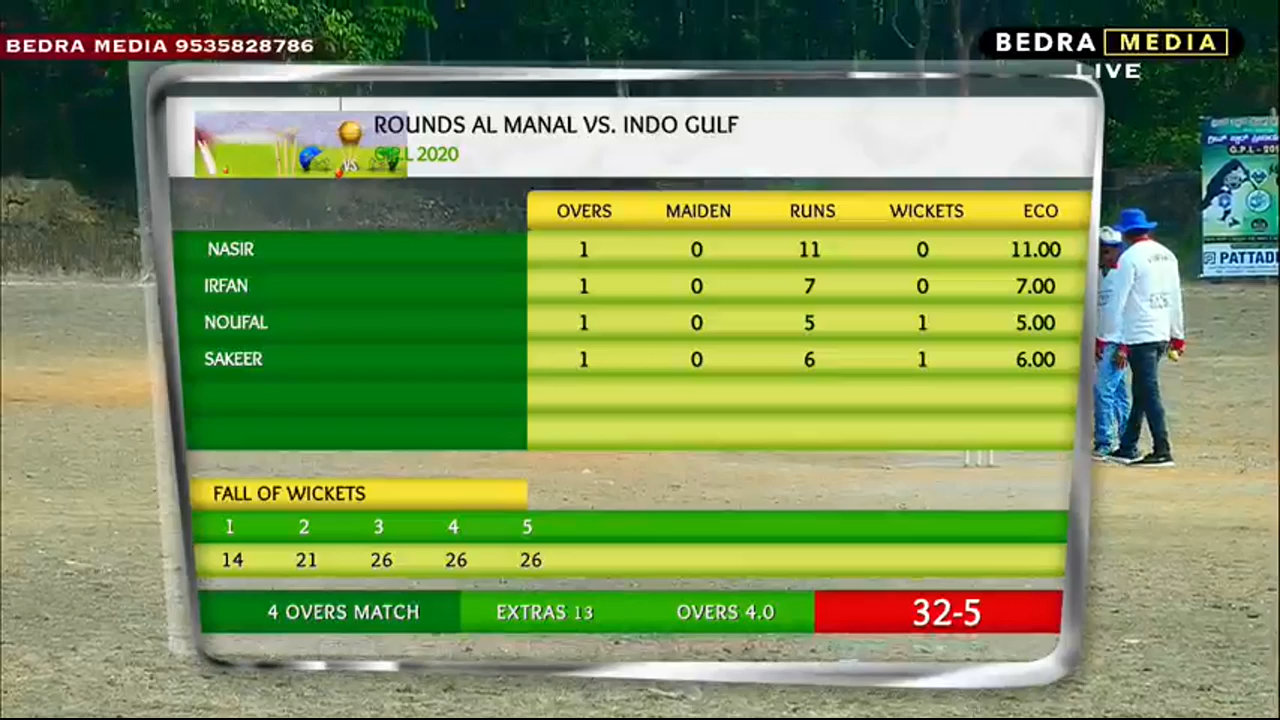 BEDRA MEDIA 9535828786
BEDRA MEDIA
LIVE
ROUNDS AL MANAL VS. INDO GULF
2020
VS
OVERS MAIDEN RUNS WICKETS ECO
NASIR 1 0 11 0 11.00
IRFAN 1 0 7 0 7.00
NOUFAL 1 0 5 1 5.00
SAKEER 1 0 6 1 6.00
FALL OF WICKETS
1 2 3 4 5
14 21 26 26 26
4 OVERS MATCH EXTRAS 13 OVERS 4.0 32-5
PATTAD